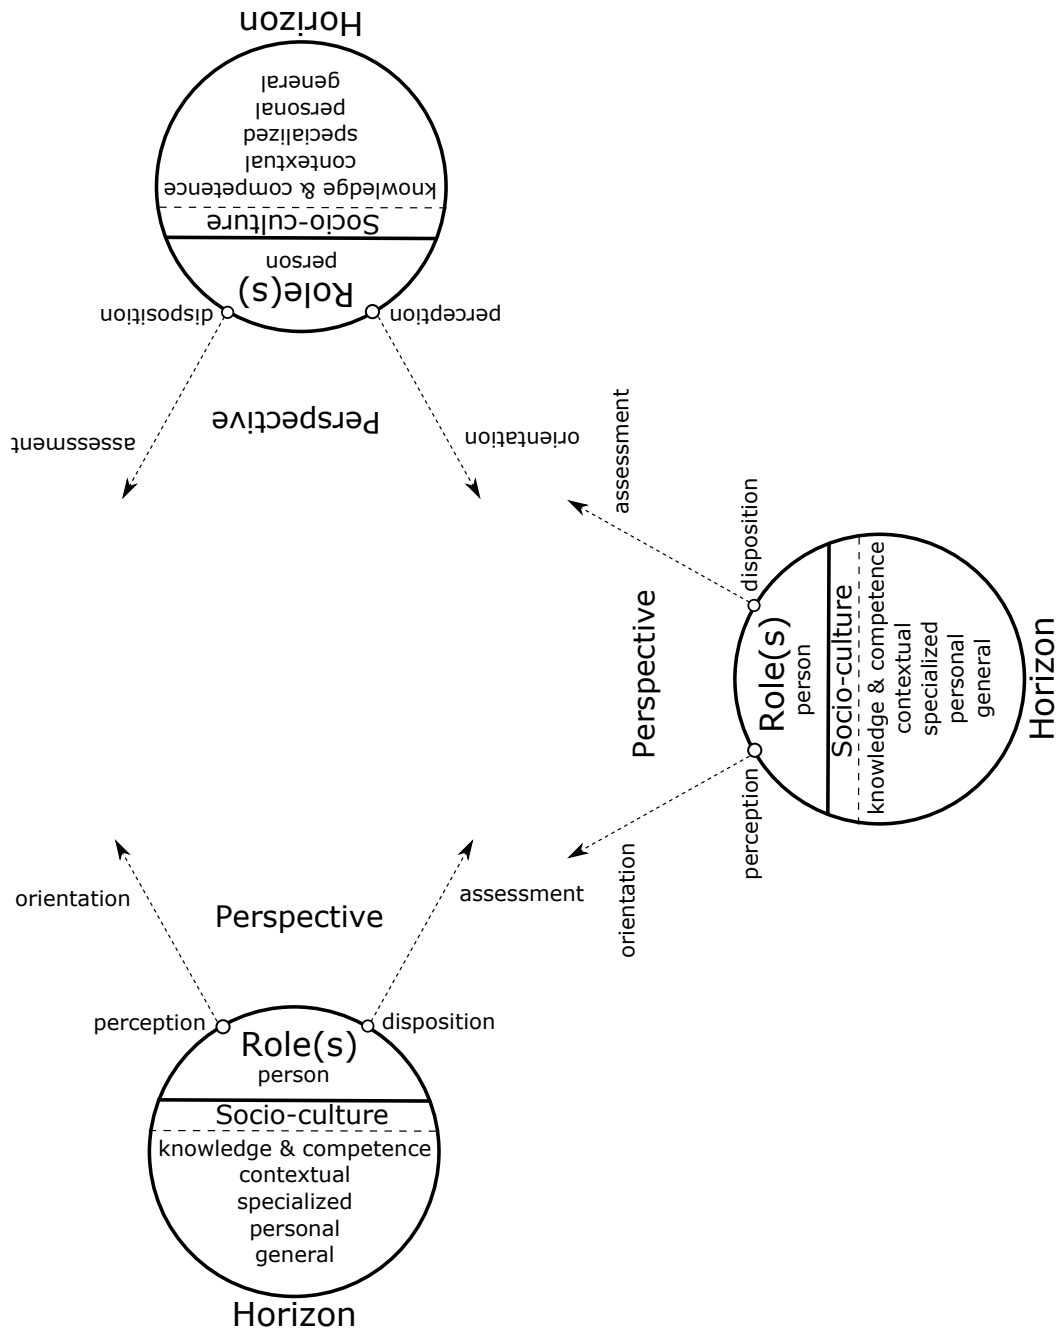 Horizon
general
personal
specialized
contextual
knowledge & competence
Socio-culture
person
Role(s)
disposition
perception
Perspective
assessment
orientation
assessment
disposition
Perspective
Role(s)
person
Socio-culture
knowledge & competence
contextual
specialized
personal
general
Horizon
perception
orientation
orientation
assessment
Perspective
perception
disposition
Role(s)
person
Socio-culture
knowledge & competence
contextual
specialized
personal
general
Horizon